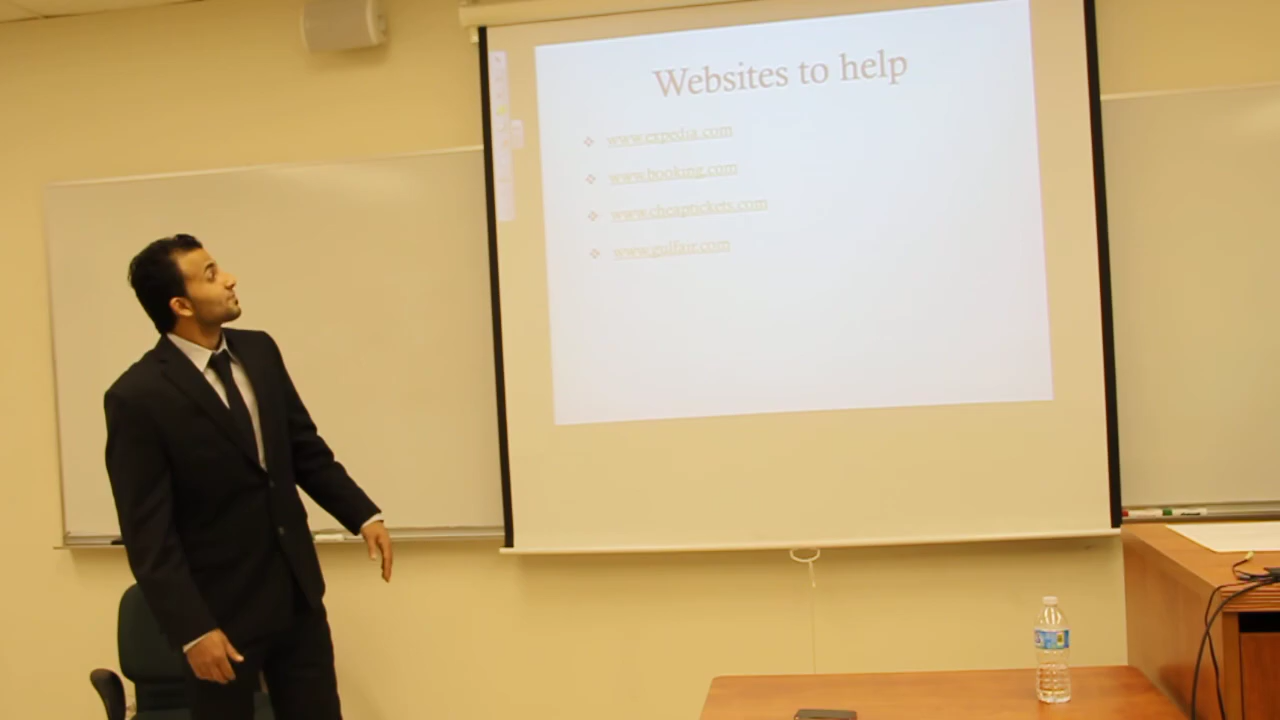 Websites to help
www.expedia.com
www.booking.com
www.cheaptickets.com
www.gulfair.com